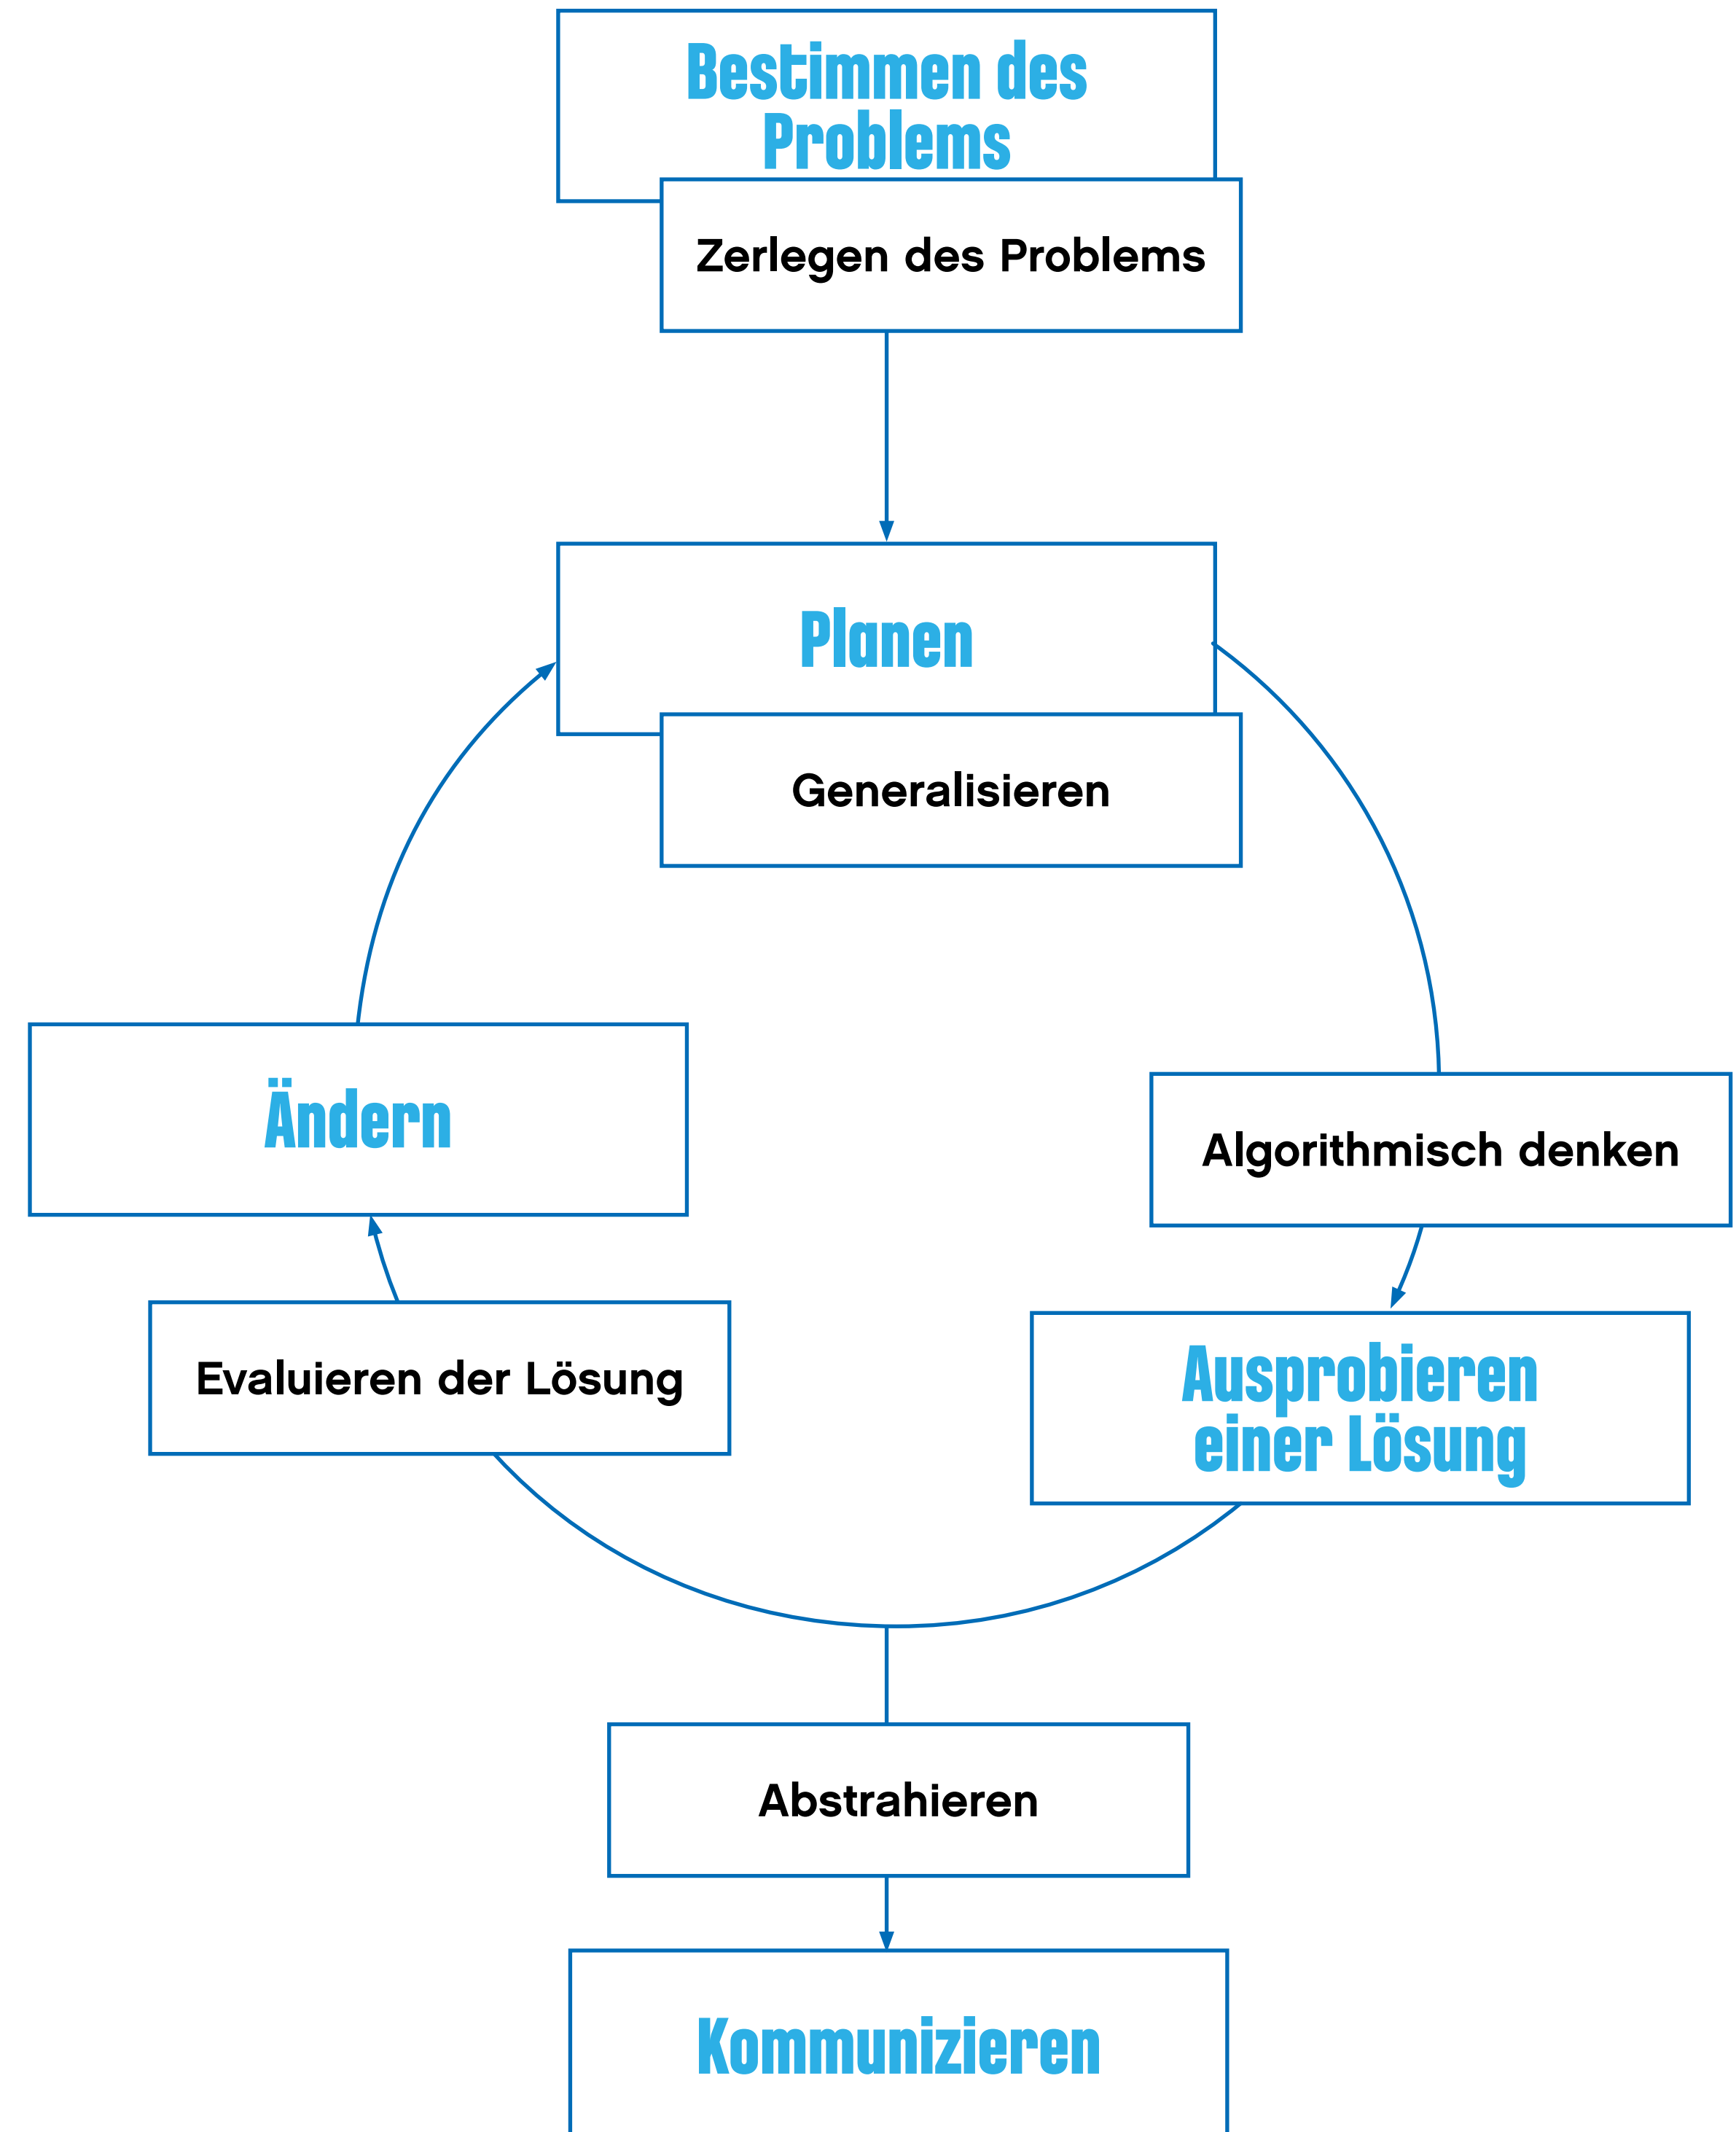 Bestimmen des
Problems
Zerlegen des Problems
Planen
Generalisieren
Ändern
Algorithmisch denken
Evaluieren der Lösung
Ausprobieren
einer Lösung
Abstrahieren
Kommunizieren